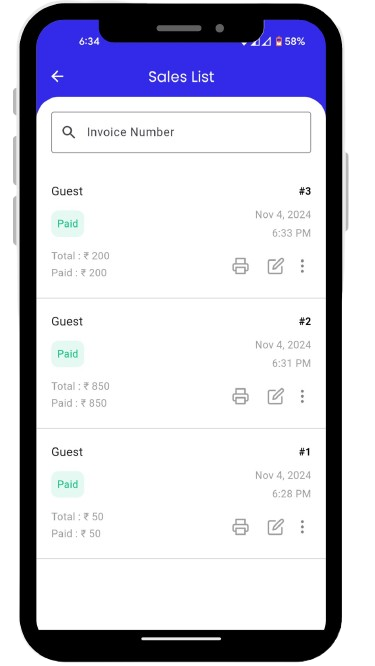 6:34 58%
Sales List
Invoice Number
Guest #3
Paid Nov 4, 2024
6:33 PM
Total : ₹ 200
Paid : ₹ 200
Guest #2
Paid Nov 4, 2024
6:31 PM
Total : ₹ 850
Paid : ₹ 850
Guest #1
Paid Nov 4, 2024
6:28 PM
Total : ₹ 50
Paid : ₹ 50